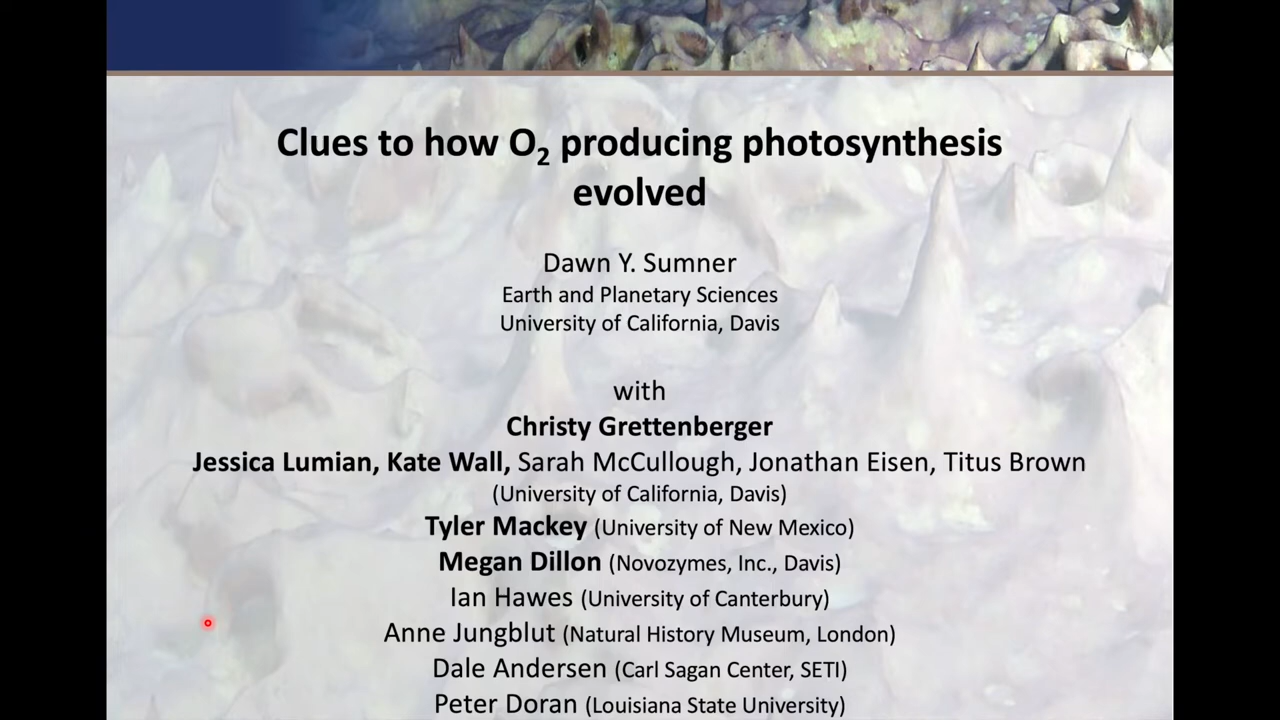 Clues to how O₂ producing photosynthesis
evolved
Dawn Y. Sumner
Earth and Planetary Sciences
University of California, Davis
with
Christy Grettenberger
Jessica Lumian, Kate Wall, Sarah McCullough, Jonathan Eisen, Titus Brown
(University of California, Davis)
Tyler Mackey (University of New Mexico)
Megan Dillon (Novozymes, Inc., Davis)
Ian Hawes (University of Canterbury)
Anne Jungblut (Natural History Museum, London)
Dale Andersen (Carl Sagan Center, SETI)
Peter Doran (Louisiana State University)